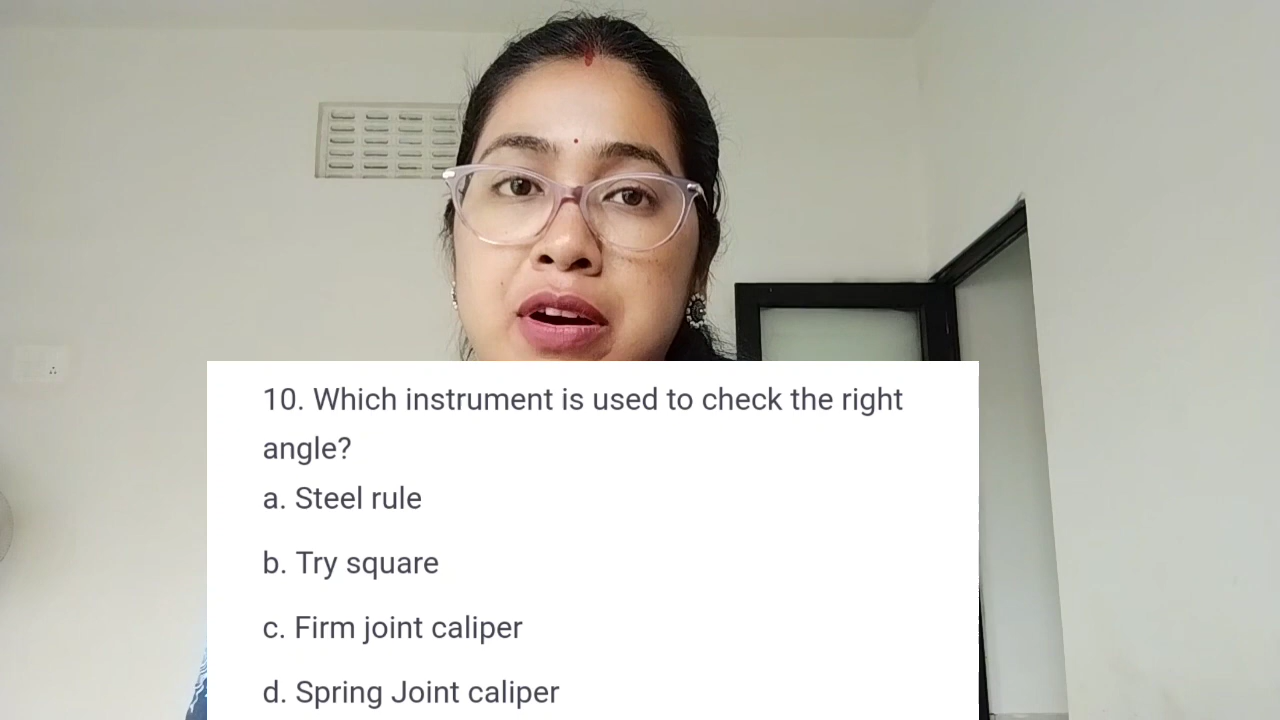 10. Which instrument is used to check the right
angle?
a. Steel rule
b. Try square
c. Firm joint caliper
d. Spring Joint caliper